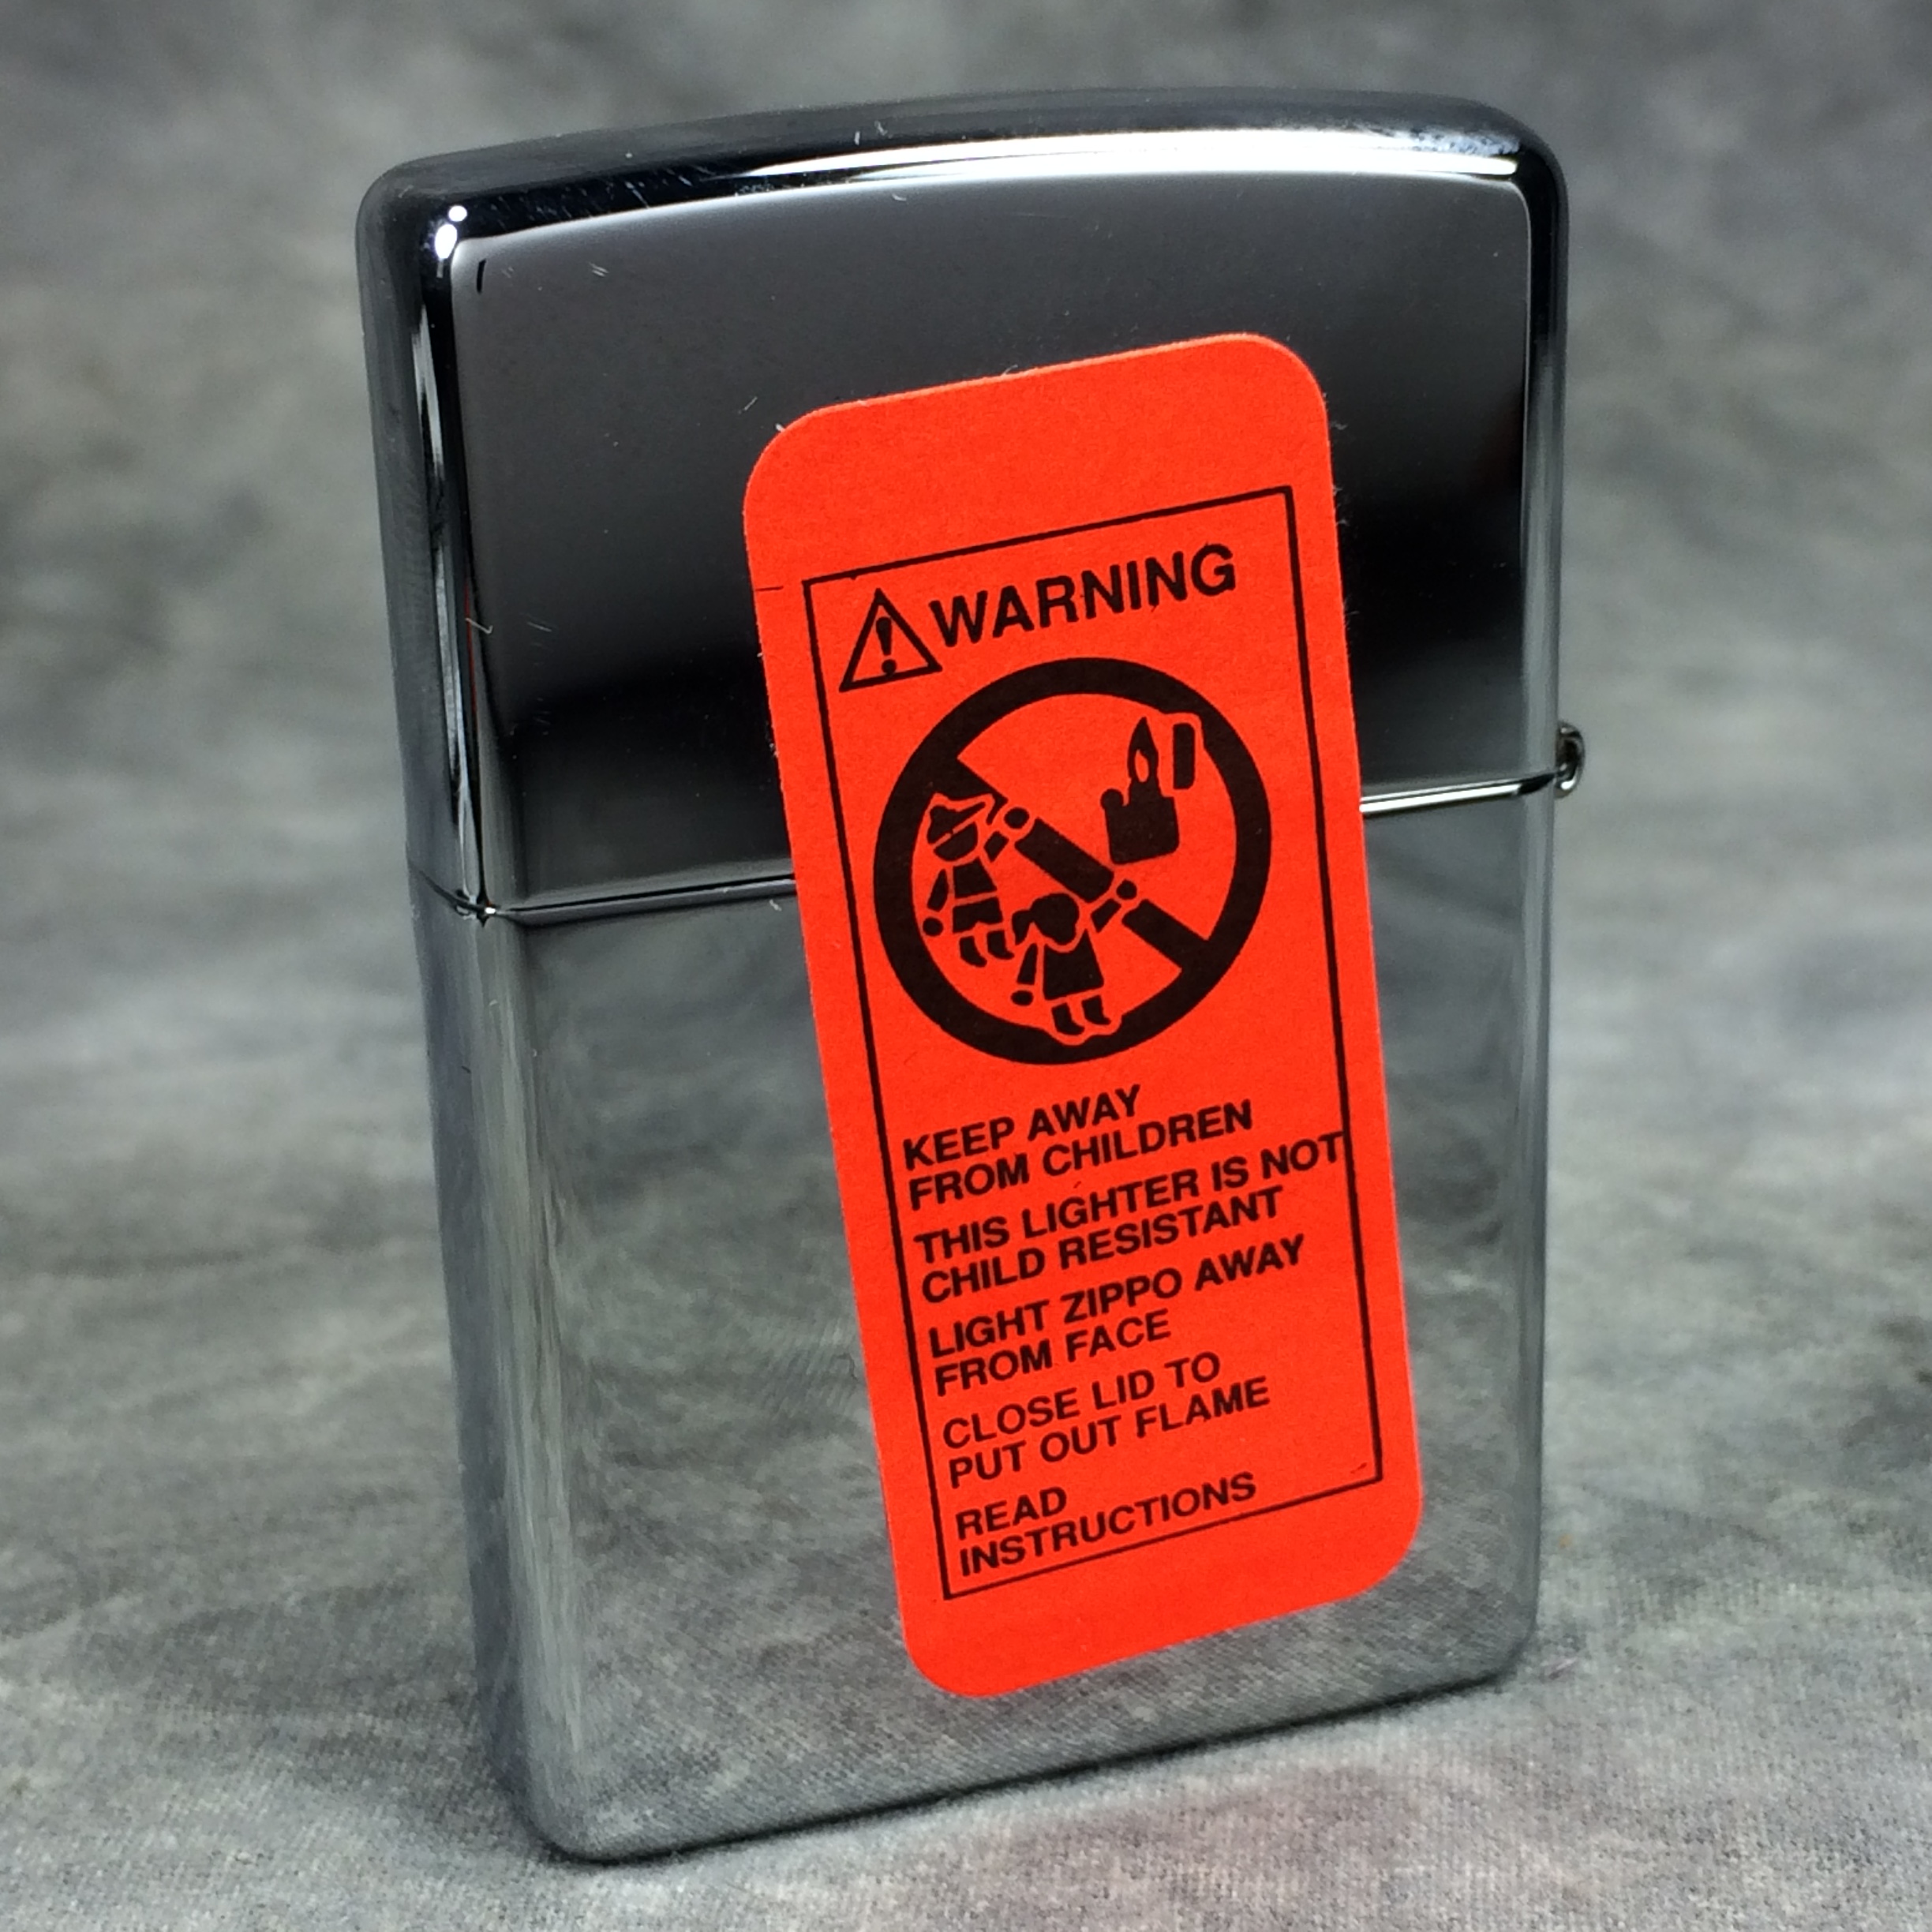 WARNING
KEEP AWAY
FROM CHILDREN
THIS LIGHTER IS NOT
CHILD RESISTANT
LIGHT ZIPPO AWAY
FROM FACE
CLOSE LID TO
PUT OUT FLAME
READ
INSTRUCTIONS